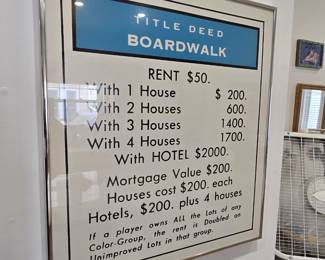 TITLE DEED
BOARDWALK
RENT $50.
With 1 House $ 200.
With 2 Houses 600.
With 3 Houses 1400.
With 4 Houses 1700.
With HOTEL $2000.
Mortgage Value $200.
Houses cost $200. each
Hotels, $200. plus 4 houses
If a player owns ALL the Lots of any
Color-Group, the rent is Doubled on
Unimproved Lots in that group.